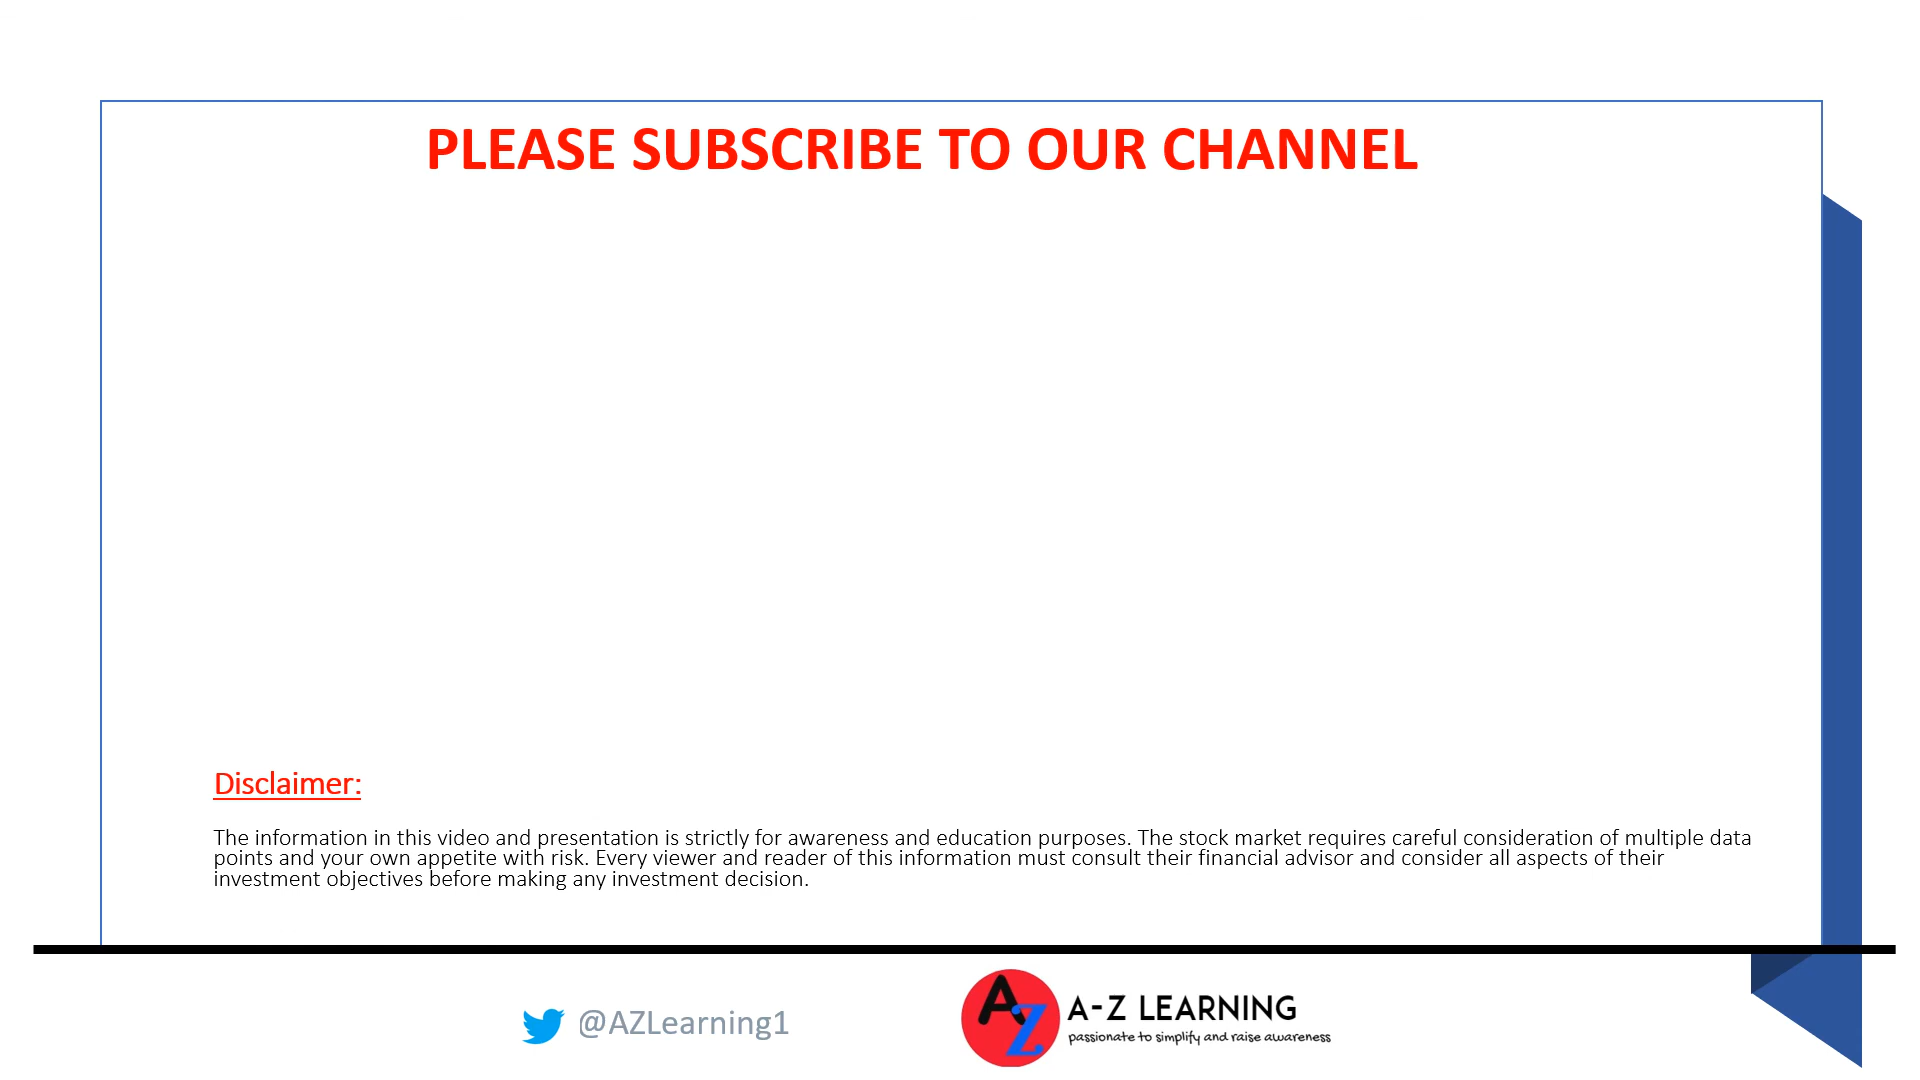 PLEASE SUBSCRIBE TO OUR CHANNEL
Disclaimer:
The information in this video and presentation is strictly for awareness and education purposes. The stock market requires careful consideration of multiple data
points and your own appetite with risk. Every viewer and reader of this information must consult their financial advisor and consider all aspects of their
investment objectives before making any investment decision.
@AZLearning1
AZ
A-Z LEARNING
passionate to simplify and raise awareness